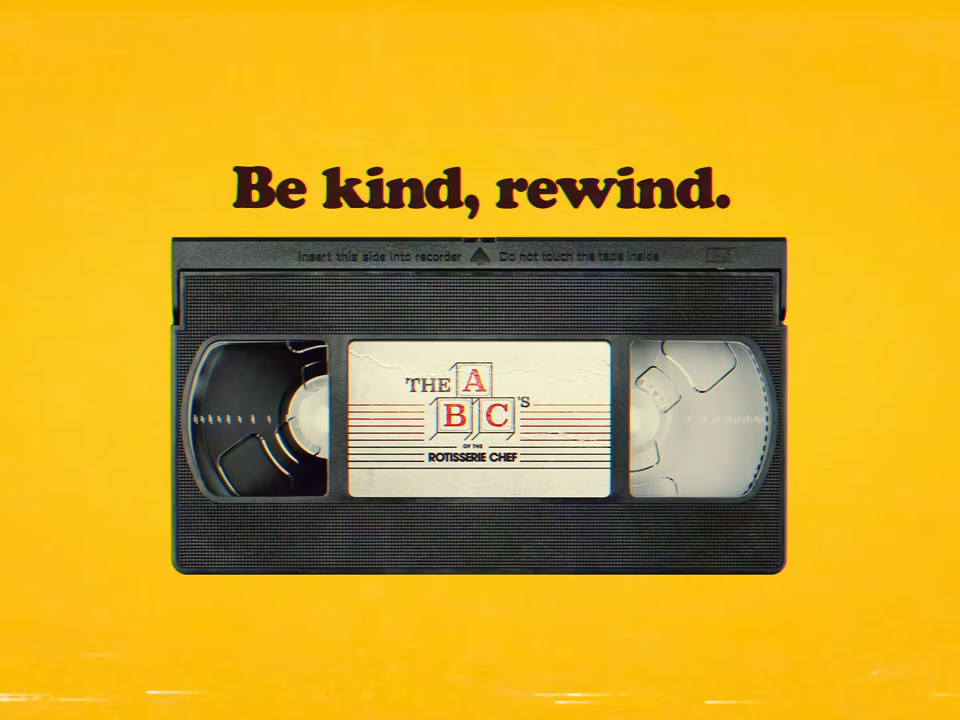 Be kind, rewind.
Insert this side into recorder Do not touch the tape inside
VHS
THE A
B C 'S
OF THE
ROTISSERIE CHEF